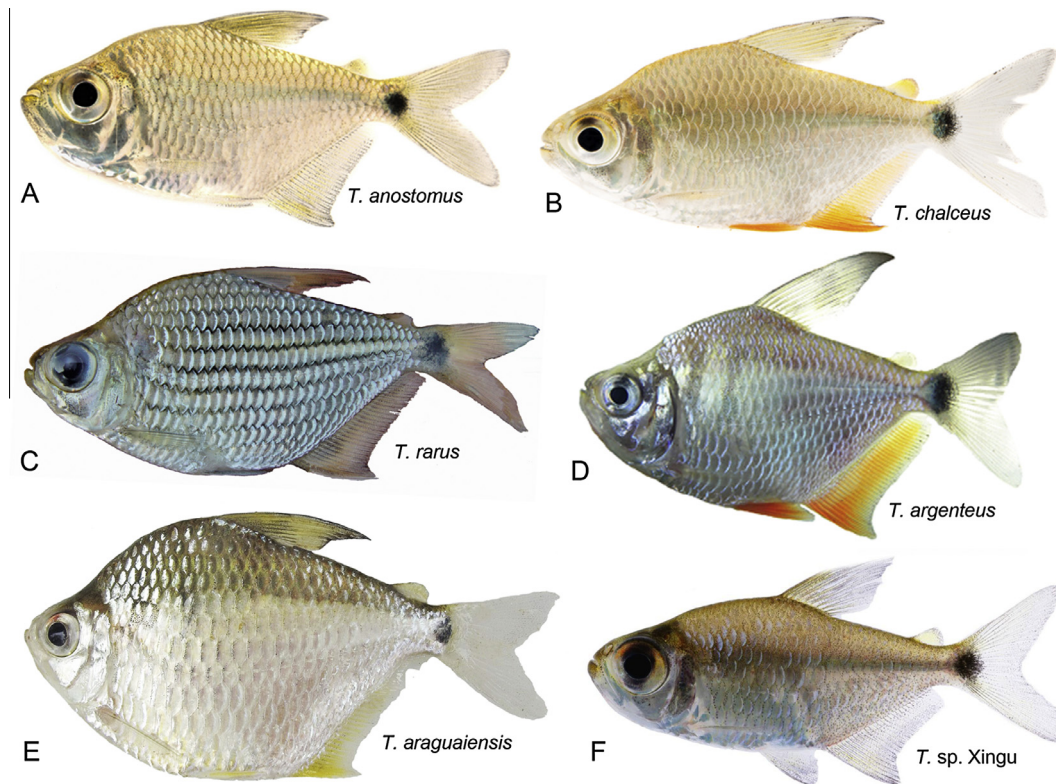 A
T. anostomus
B
T. chalceus
C
T. rarus
D
T. argenteus
E
T. araguaiensis
F
T. sp. Xingu